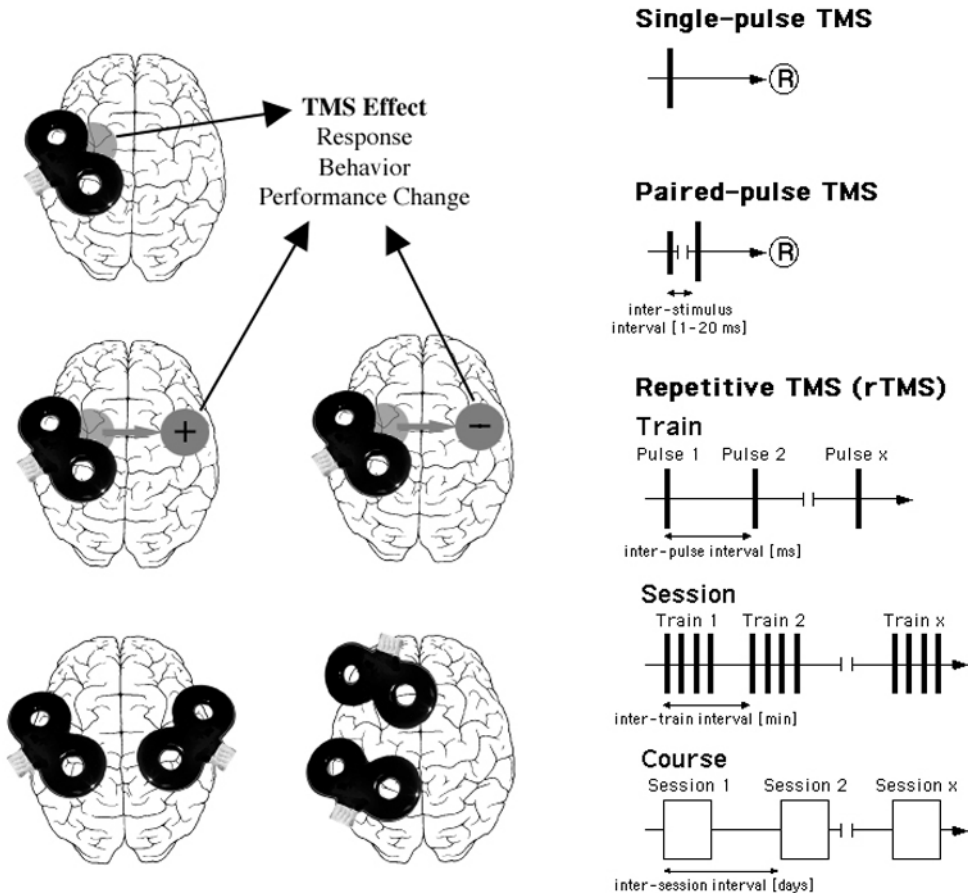 TMS Effect
Response
Behavior
Performance Change
+
−
Single-pulse TMS
R
Paired-pulse TMS
R
inter-stimulus
interval [1-20 ms]
Repetitive TMS (rTMS)
Train
Pulse 1 Pulse 2 Pulse x
inter-pulse interval [ms]
Session
Train 1 Train 2 Train x
inter-train interval [min]
Course
Session 1 Session 2 Session x
inter-session interval [days]